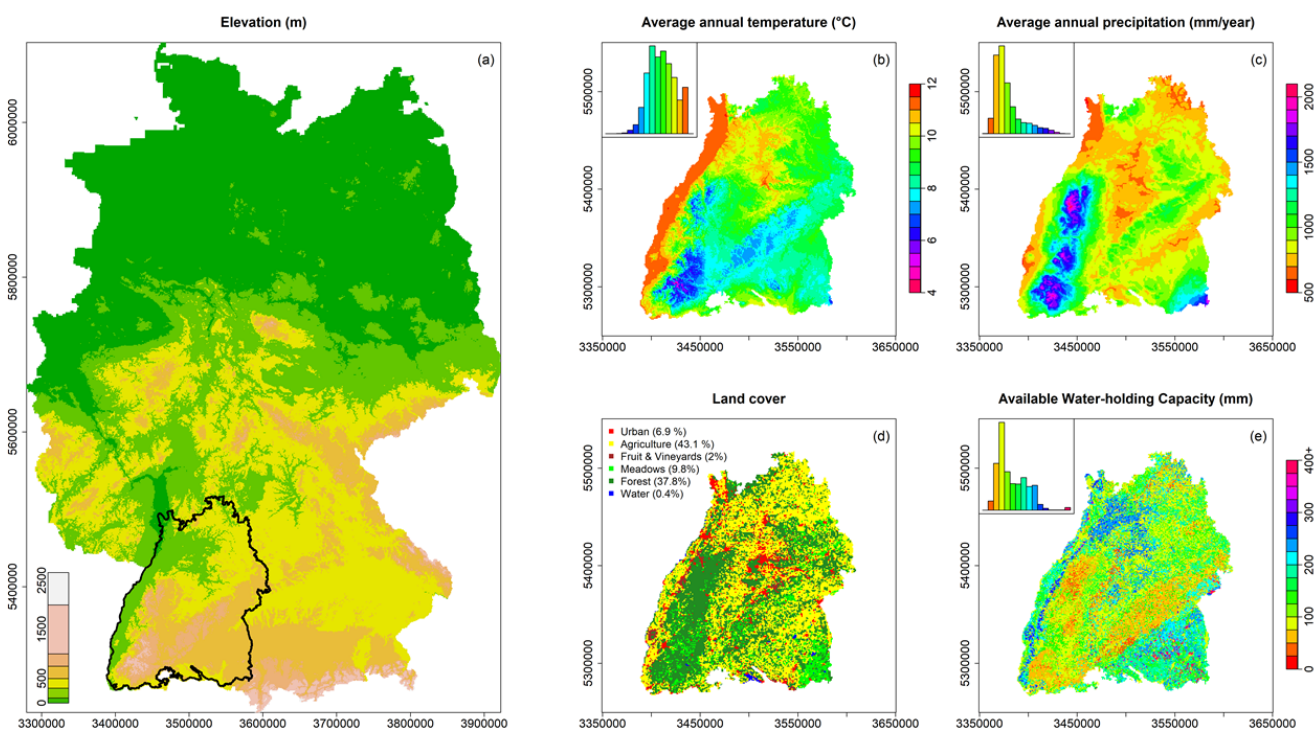 Elevation (m)
(a)
6000000
5800000
5600000
5400000
2500
1500
500
0
3300000 3400000 3500000 3600000 3700000 3800000 3900000
Average annual temperature (°C)
(b)
5500000
5400000
5300000
12
10
8
6
4
3350000 3450000 3550000 3650000
Average annual precipitation (mm/year)
(c)
5500000
5400000
5300000
2000
1500
1000
500
3350000 3450000 3550000 3650000
Land cover
(d)
Urban (6.9 %)
Agriculture (43.1 %)
Fruit & Vineyards (2%)
Meadows (9.8%)
Forest (37.8%)
Water (0.4%)
5500000
5400000
5300000
3350000 3450000 3550000 3650000
Available Water-holding Capacity (mm)
(e)
5500000
5400000
5300000
400+
300
200
100
0
3350000 3450000 3550000 3650000